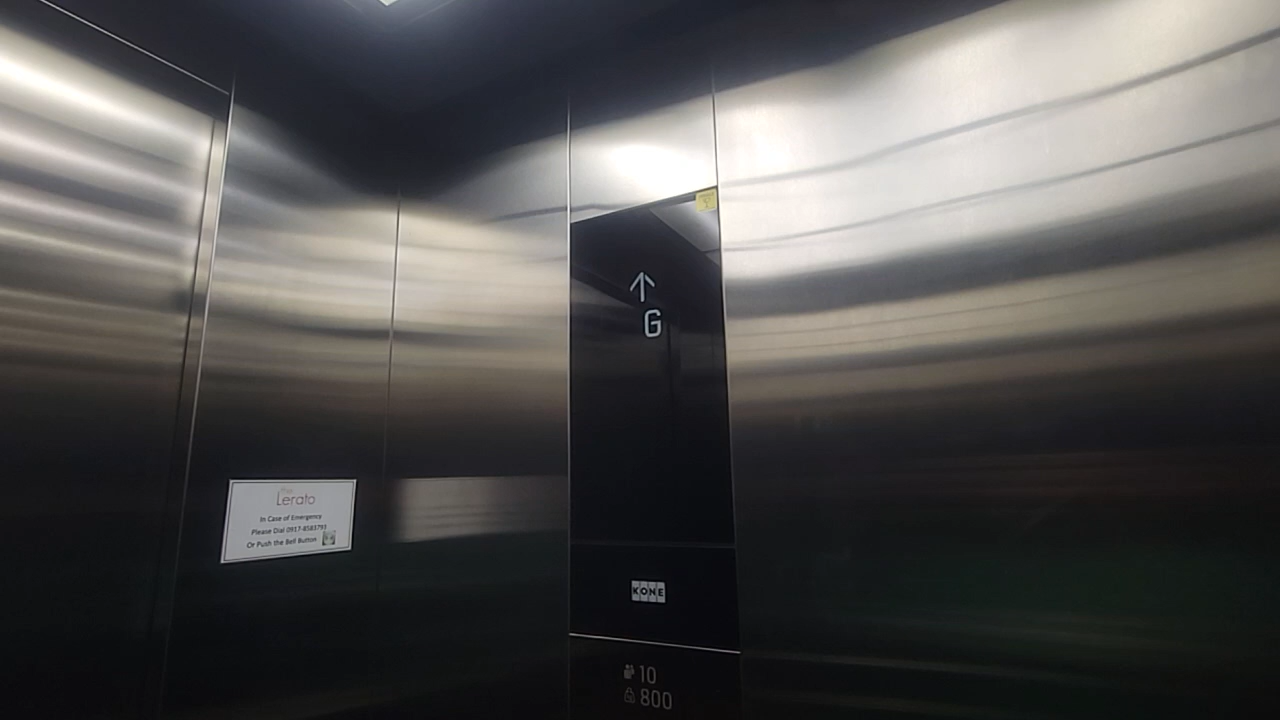 the
Lerato
In Case of Emergency
Please Dial 0917-8583793
Or Push the Bell Button
G
KONE
10
800